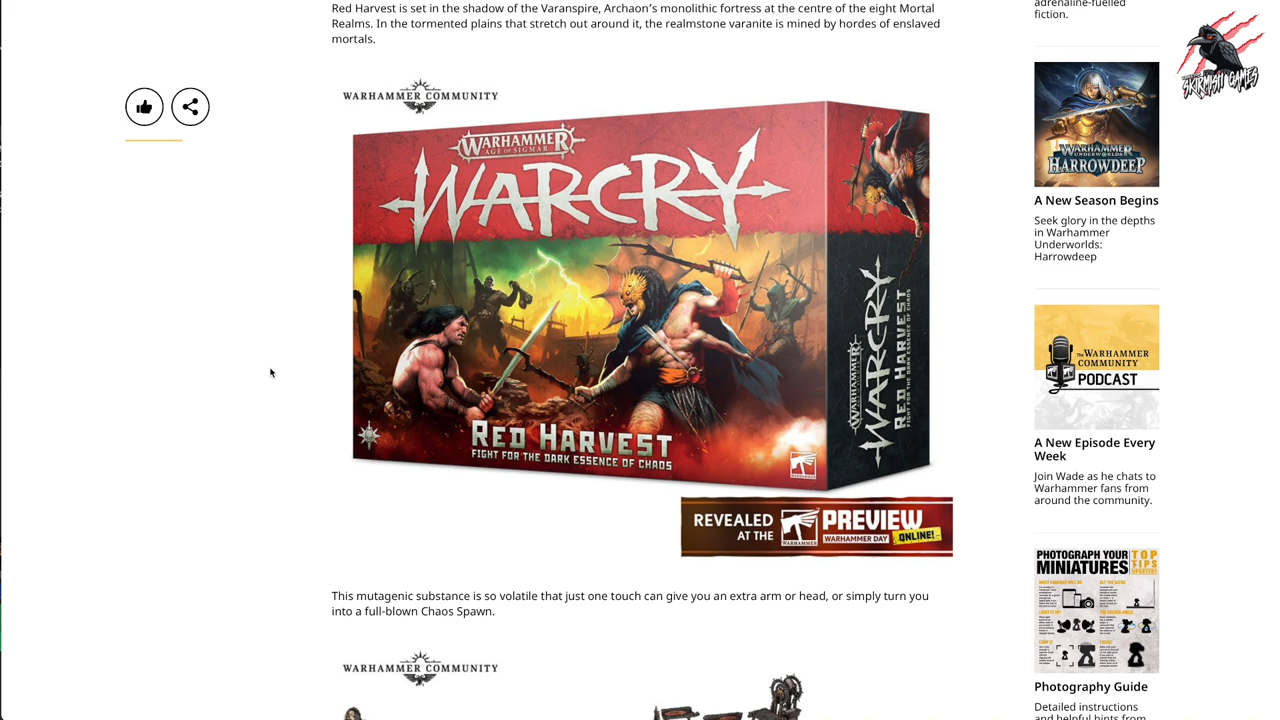 Red Harvest is set in the shadow of the Varanspire, Archaon's monolithic fortress at the centre of the eight Mortal
Realms. In the tormented plains that stretch out around it, the realmstone varanite is mined by hordes of enslaved
mortals.
WARHAMMER COMMUNITY
WARHAMMER
AGE OF SIGMAR
WARCRY
RED HARVEST
FIGHT FOR THE DARK ESSENCE OF CHAOS
WARHAMMER
WARCRY
RED HARVEST
FIGHT FOR THE DARK ESSENCE OF CHAOS
REVEALED
AT THE
WARHAMMER
PREVIEW
WARHAMMER DAY
ONLINE!
This mutagenic substance is so volatile that just one touch can give you an extra arm or head, or simply turn you
into a full-blown Chaos Spawn.
WARHAMMER COMMUNITY
adrenaline-fuelled
fiction.
WARHAMMER
UNDERWORLDS
HARROWDEEP
A New Season Begins
Seek glory in the depths
in Warhammer
Underworlds:
Harrowdeep
The WARHAMMER
COMMUNITY
PODCAST
A New Episode Every
Week
Join Wade as he chats to
Warhammer fans from
around the community.
PHOTOGRAPH YOUR
MINIATURES
TOP
TIPS
Photography Guide
Detailed instructions
and helpful hints from
SKIRMISH GAMES